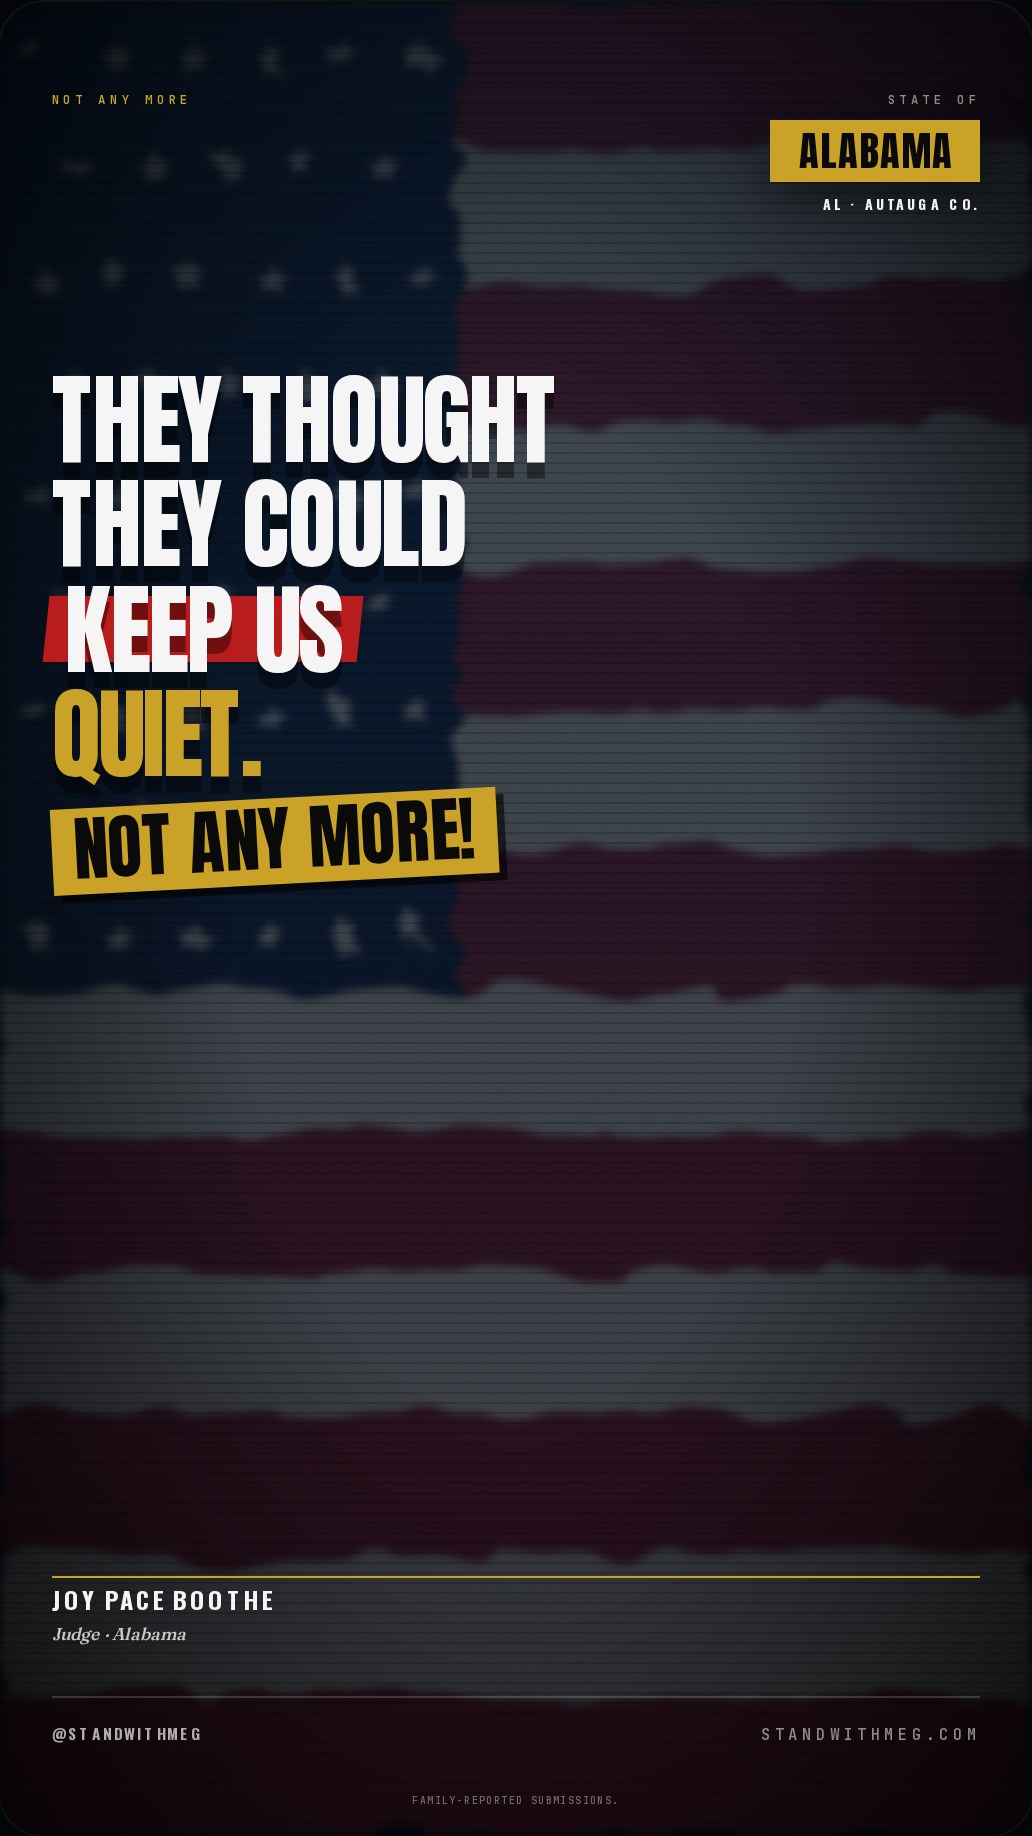 NOT ANY MORE
STATE OF
ALABAMA
AL · AUTAUGA CO.
THEY THOUGHT
THEY COULD
KEEP US
QUIET.
NOT ANY MORE!
JOY PACE BOOTHE
Judge · Alabama
@STANDWITHMEG
STANDWITHMEG.COM
FAMILY-REPORTED SUBMISSIONS.